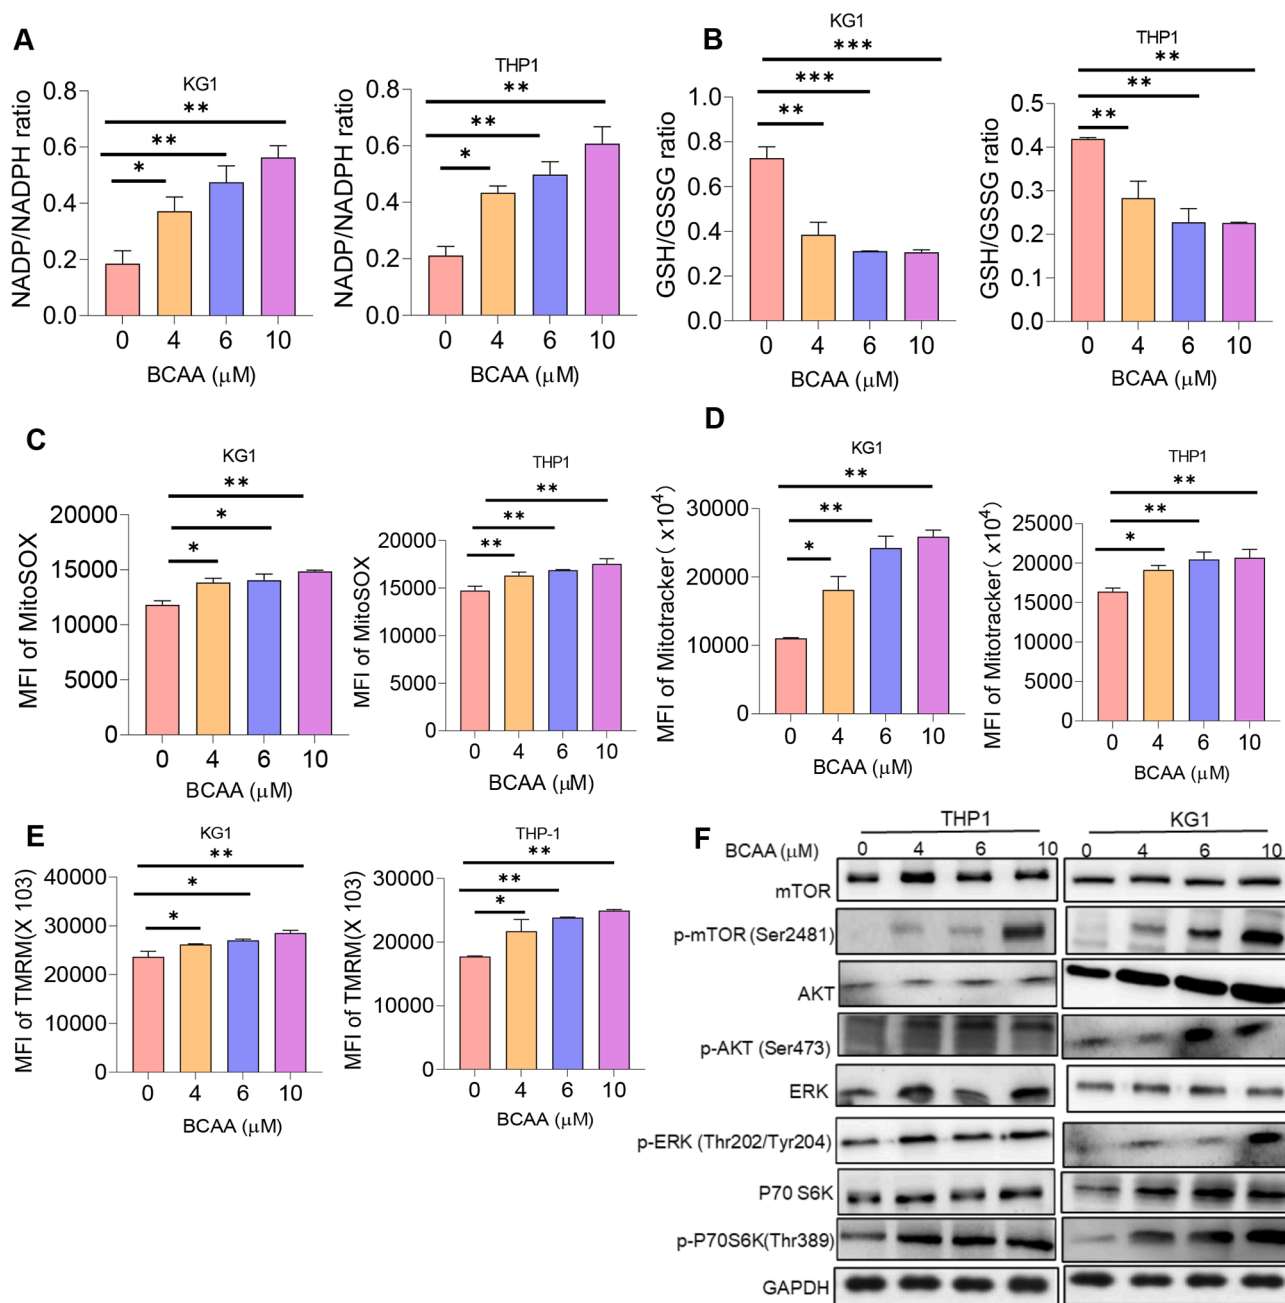 A
KG1
**
**
*
NADP/NADPH ratio
0.8
0.6
0.4
0.2
0.0
0 4 6 10
BCAA (μM)
THP1
**
**
*
NADP/NADPH ratio
0.8
0.6
0.4
0.2
0.0
0 4 6 10
BCAA (μM)
B
KG1
***
***
**
GSH/GSSG ratio
1.0
0.8
0.6
0.4
0.2
0.0
0 4 6 10
BCAA (μM)
THP1
**
**
**
GSH/GSSG ratio
0.5
0.4
0.3
0.2
0.1
0.0
0 4 6 10
BCAA (μM)
C
KG1
**
*
*
MFI of MitoSOX
20000
15000
10000
5000
0
0 4 6 10
BCAA (μM)
THP1
**
**
**
MFI of MitoSOX
20000
15000
10000
5000
0
0 4 6 10
BCAA (μM)
D
KG1
**
**
*
MFI of Mitotracker( x10⁴)
30000
20000
10000
0
0 4 6 10
BCAA (μM)
THP1
**
**
*
MFI of Mitotracker( x10⁴)
25000
20000
15000
10000
5000
0
0 4 6 10
BCAA (μM)
E
KG1
**
*
*
MFI of TMRM(X 103)
40000
30000
20000
10000
0
0 4 6 10
BCAA (μM)
THP-1
**
**
*
MFI of TMRM(X 103)
30000
20000
10000
0
0 4 6 10
BCAA (μM)
F
THP1 KG1
BCAA (μM) 0 4 6 10 0 4 6 10
mTOR
p-mTOR (Ser2481)
AKT
p-AKT (Ser473)
ERK
p-ERK (Thr202/Tyr204)
P70 S6K
p-P70S6K(Thr389)
GAPDH